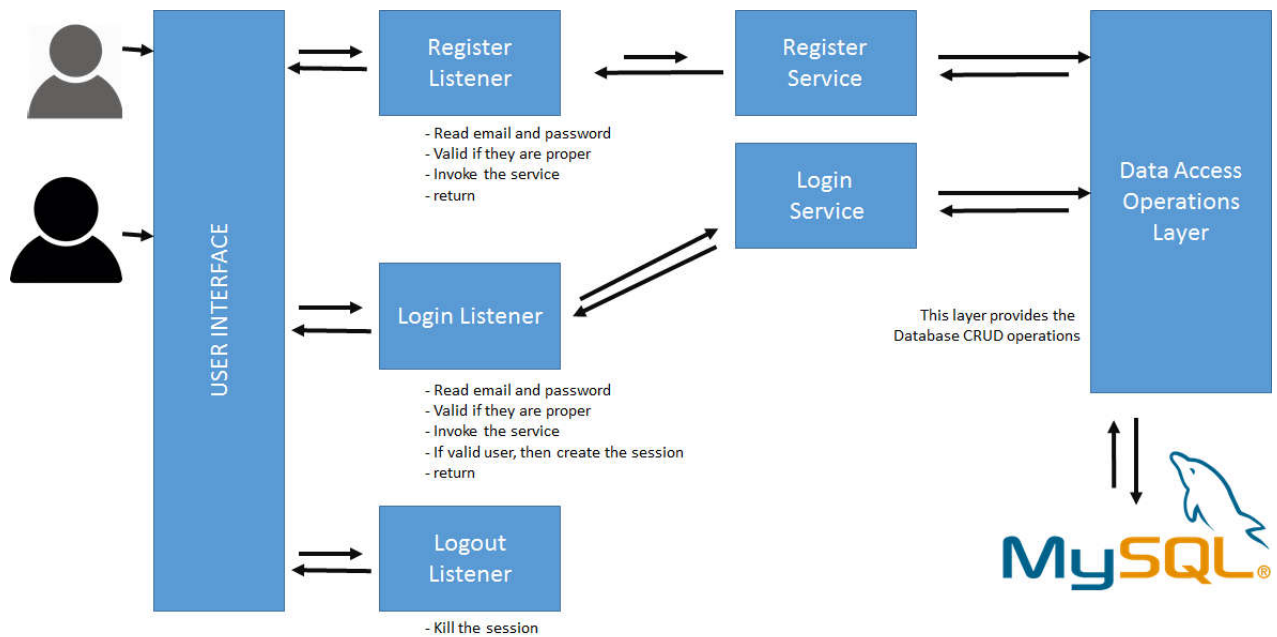 USER INTERFACE
Register
Listener
- Read email and password
- Valid if they are proper
- Invoke the service
- return
Register
Service
Login
Service
Data Access
Operations
Layer
This layer provides the
Database CRUD operations
Login Listener
- Read email and password
- Valid if they are proper
- Invoke the service
- If valid user, then create the session
- return
Logout
Listener
- Kill the session
MySQL®